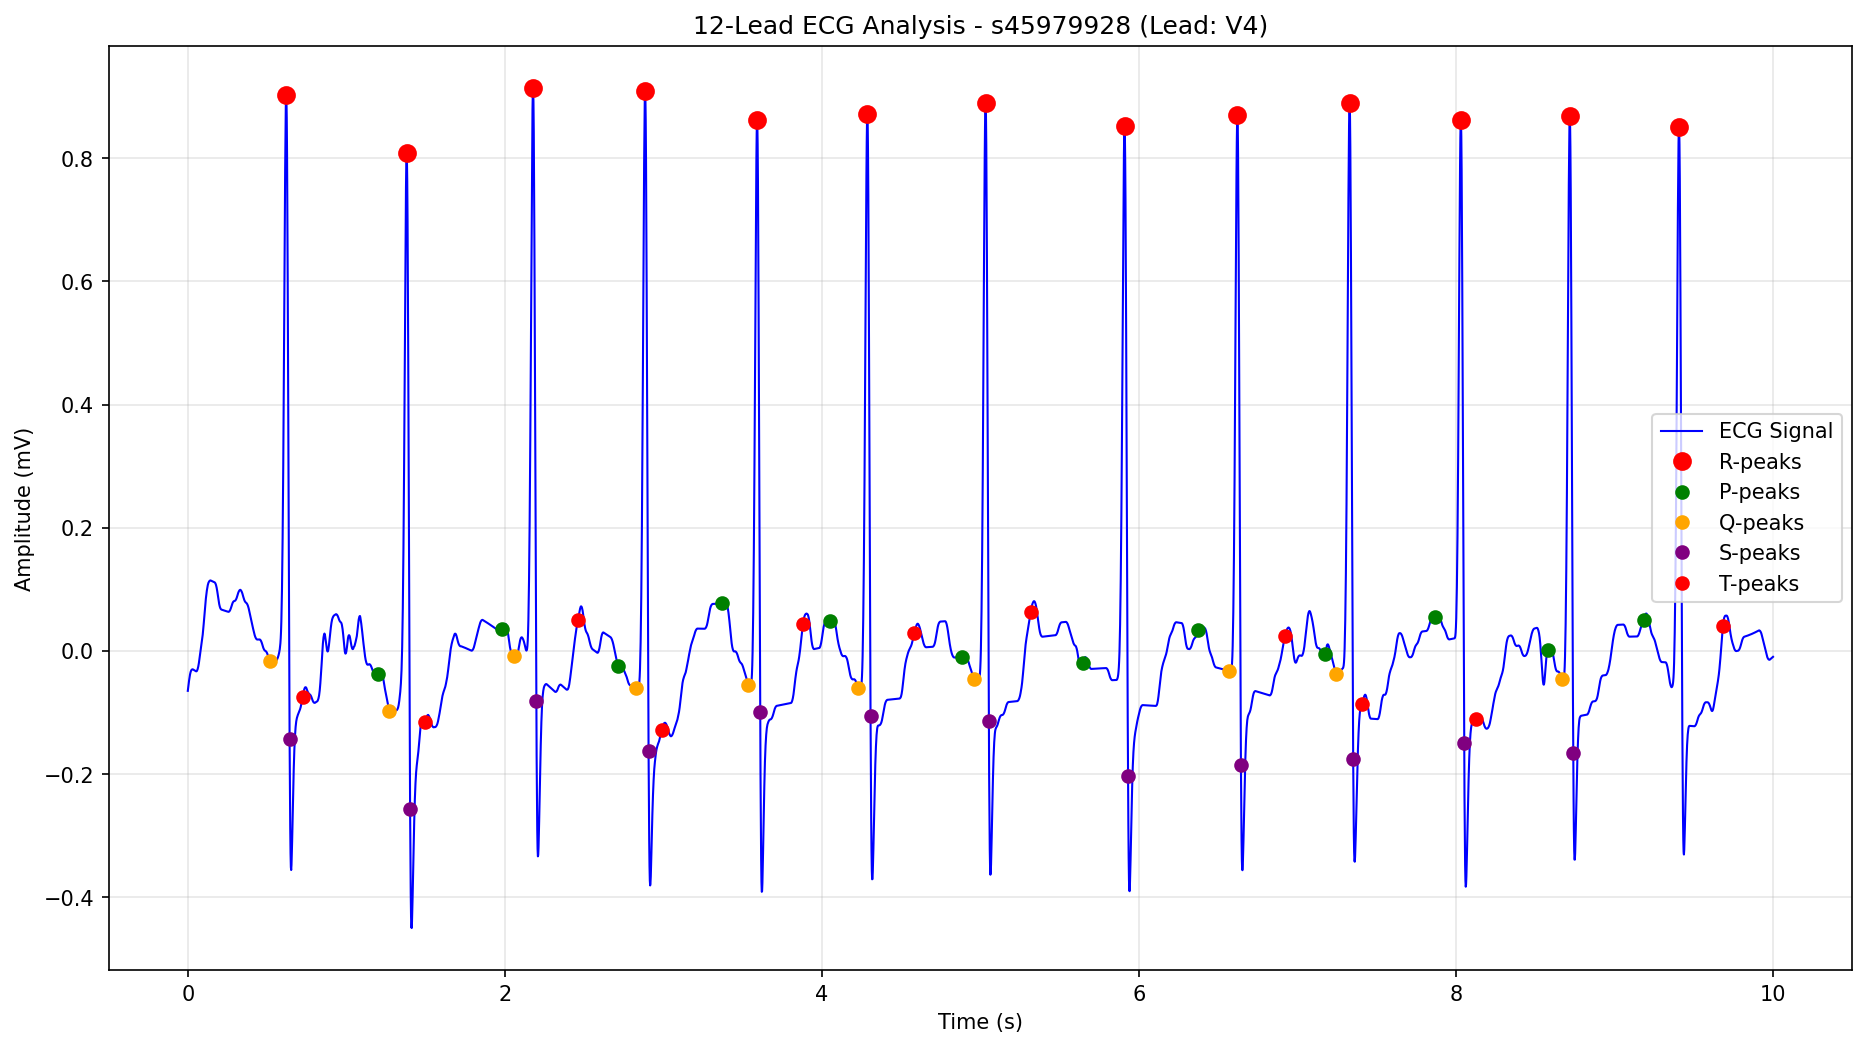 12-Lead ECG Analysis - s45979928 (Lead: V4)
Amplitude (mV)
0.8
0.6
0.4
0.2
0.0
−0.2
−0.4
ECG Signal
R-peaks
P-peaks
Q-peaks
S-peaks
T-peaks
0 2 4 6 8 10
Time (s)